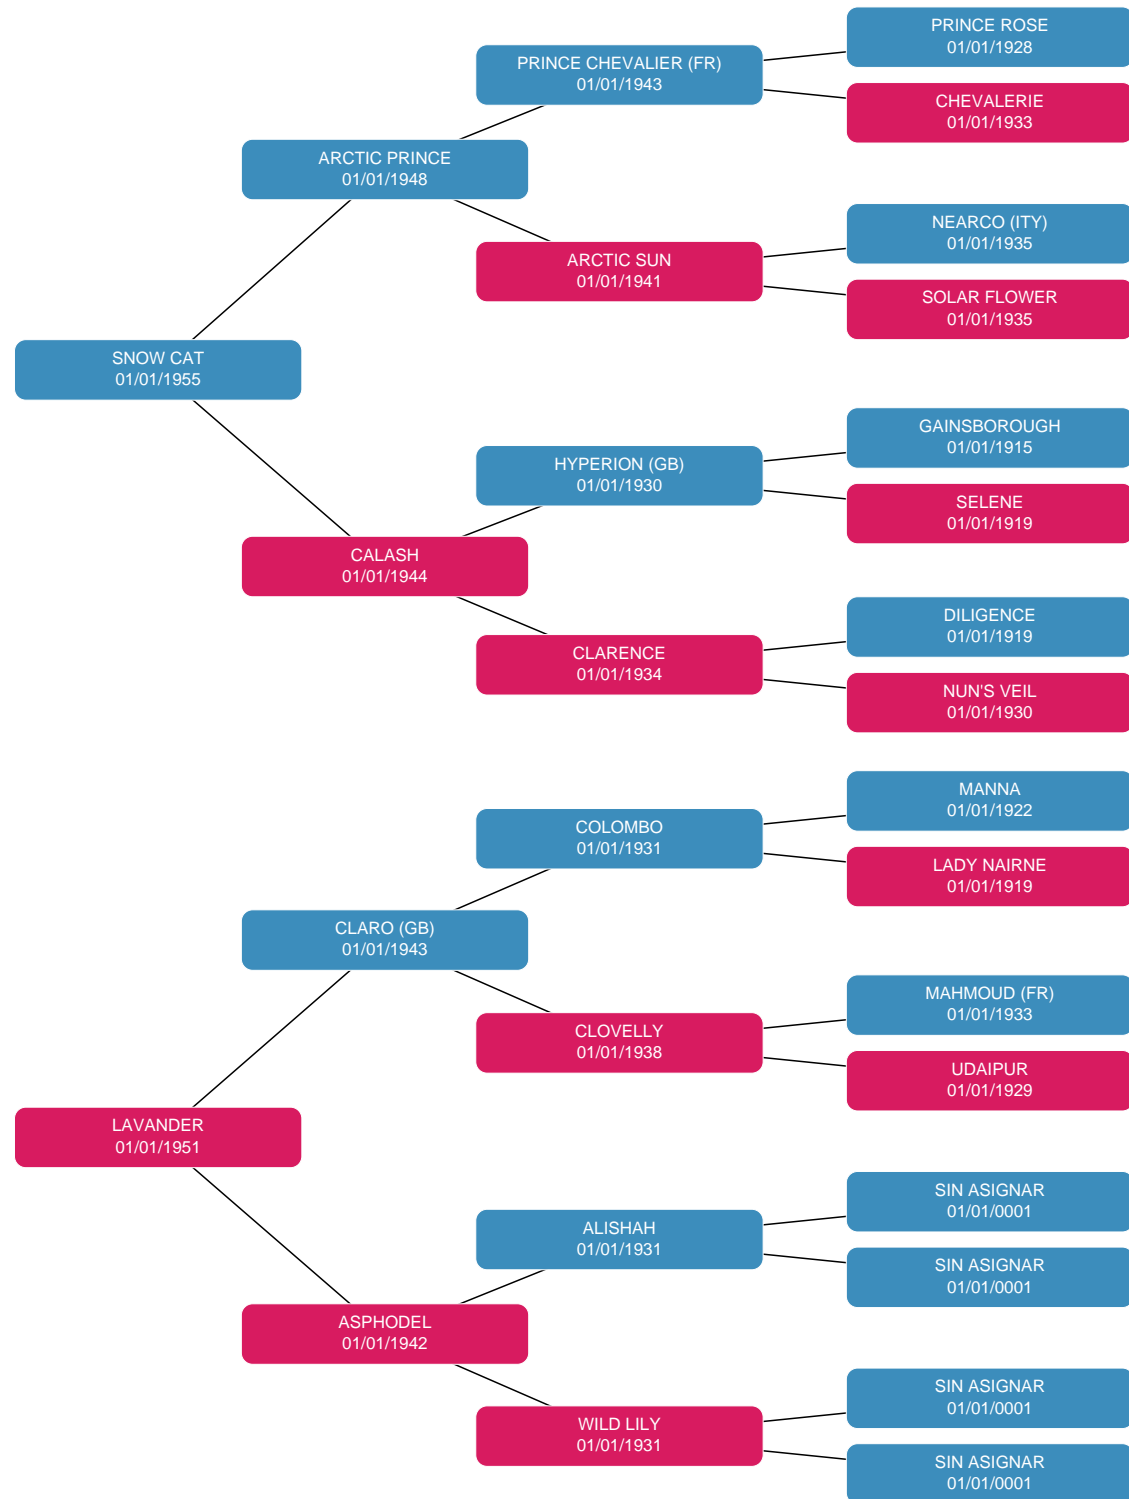 PRINCE ROSE
01/01/1928
PRINCE CHEVALIER (FR)
01/01/1943
CHEVALERIE
01/01/1933
ARCTIC PRINCE
01/01/1948
NEARCO (ITY)
01/01/1935
ARCTIC SUN
01/01/1941
SOLAR FLOWER
01/01/1935
SNOW CAT
01/01/1955
GAINSBOROUGH
01/01/1915
HYPERION (GB)
01/01/1930
SELENE
01/01/1919
CALASH
01/01/1944
DILIGENCE
01/01/1919
CLARENCE
01/01/1934
NUN'S VEIL
01/01/1930
MANNA
01/01/1922
COLOMBO
01/01/1931
LADY NAIRNE
01/01/1919
CLARO (GB)
01/01/1943
MAHMOUD (FR)
01/01/1933
CLOVELLY
01/01/1938
UDAIPUR
01/01/1929
LAVANDER
01/01/1951
SIN ASIGNAR
01/01/0001
ALISHAH
01/01/1931
SIN ASIGNAR
01/01/0001
ASPHODEL
01/01/1942
SIN ASIGNAR
01/01/0001
WILD LILY
01/01/1931
SIN ASIGNAR
01/01/0001